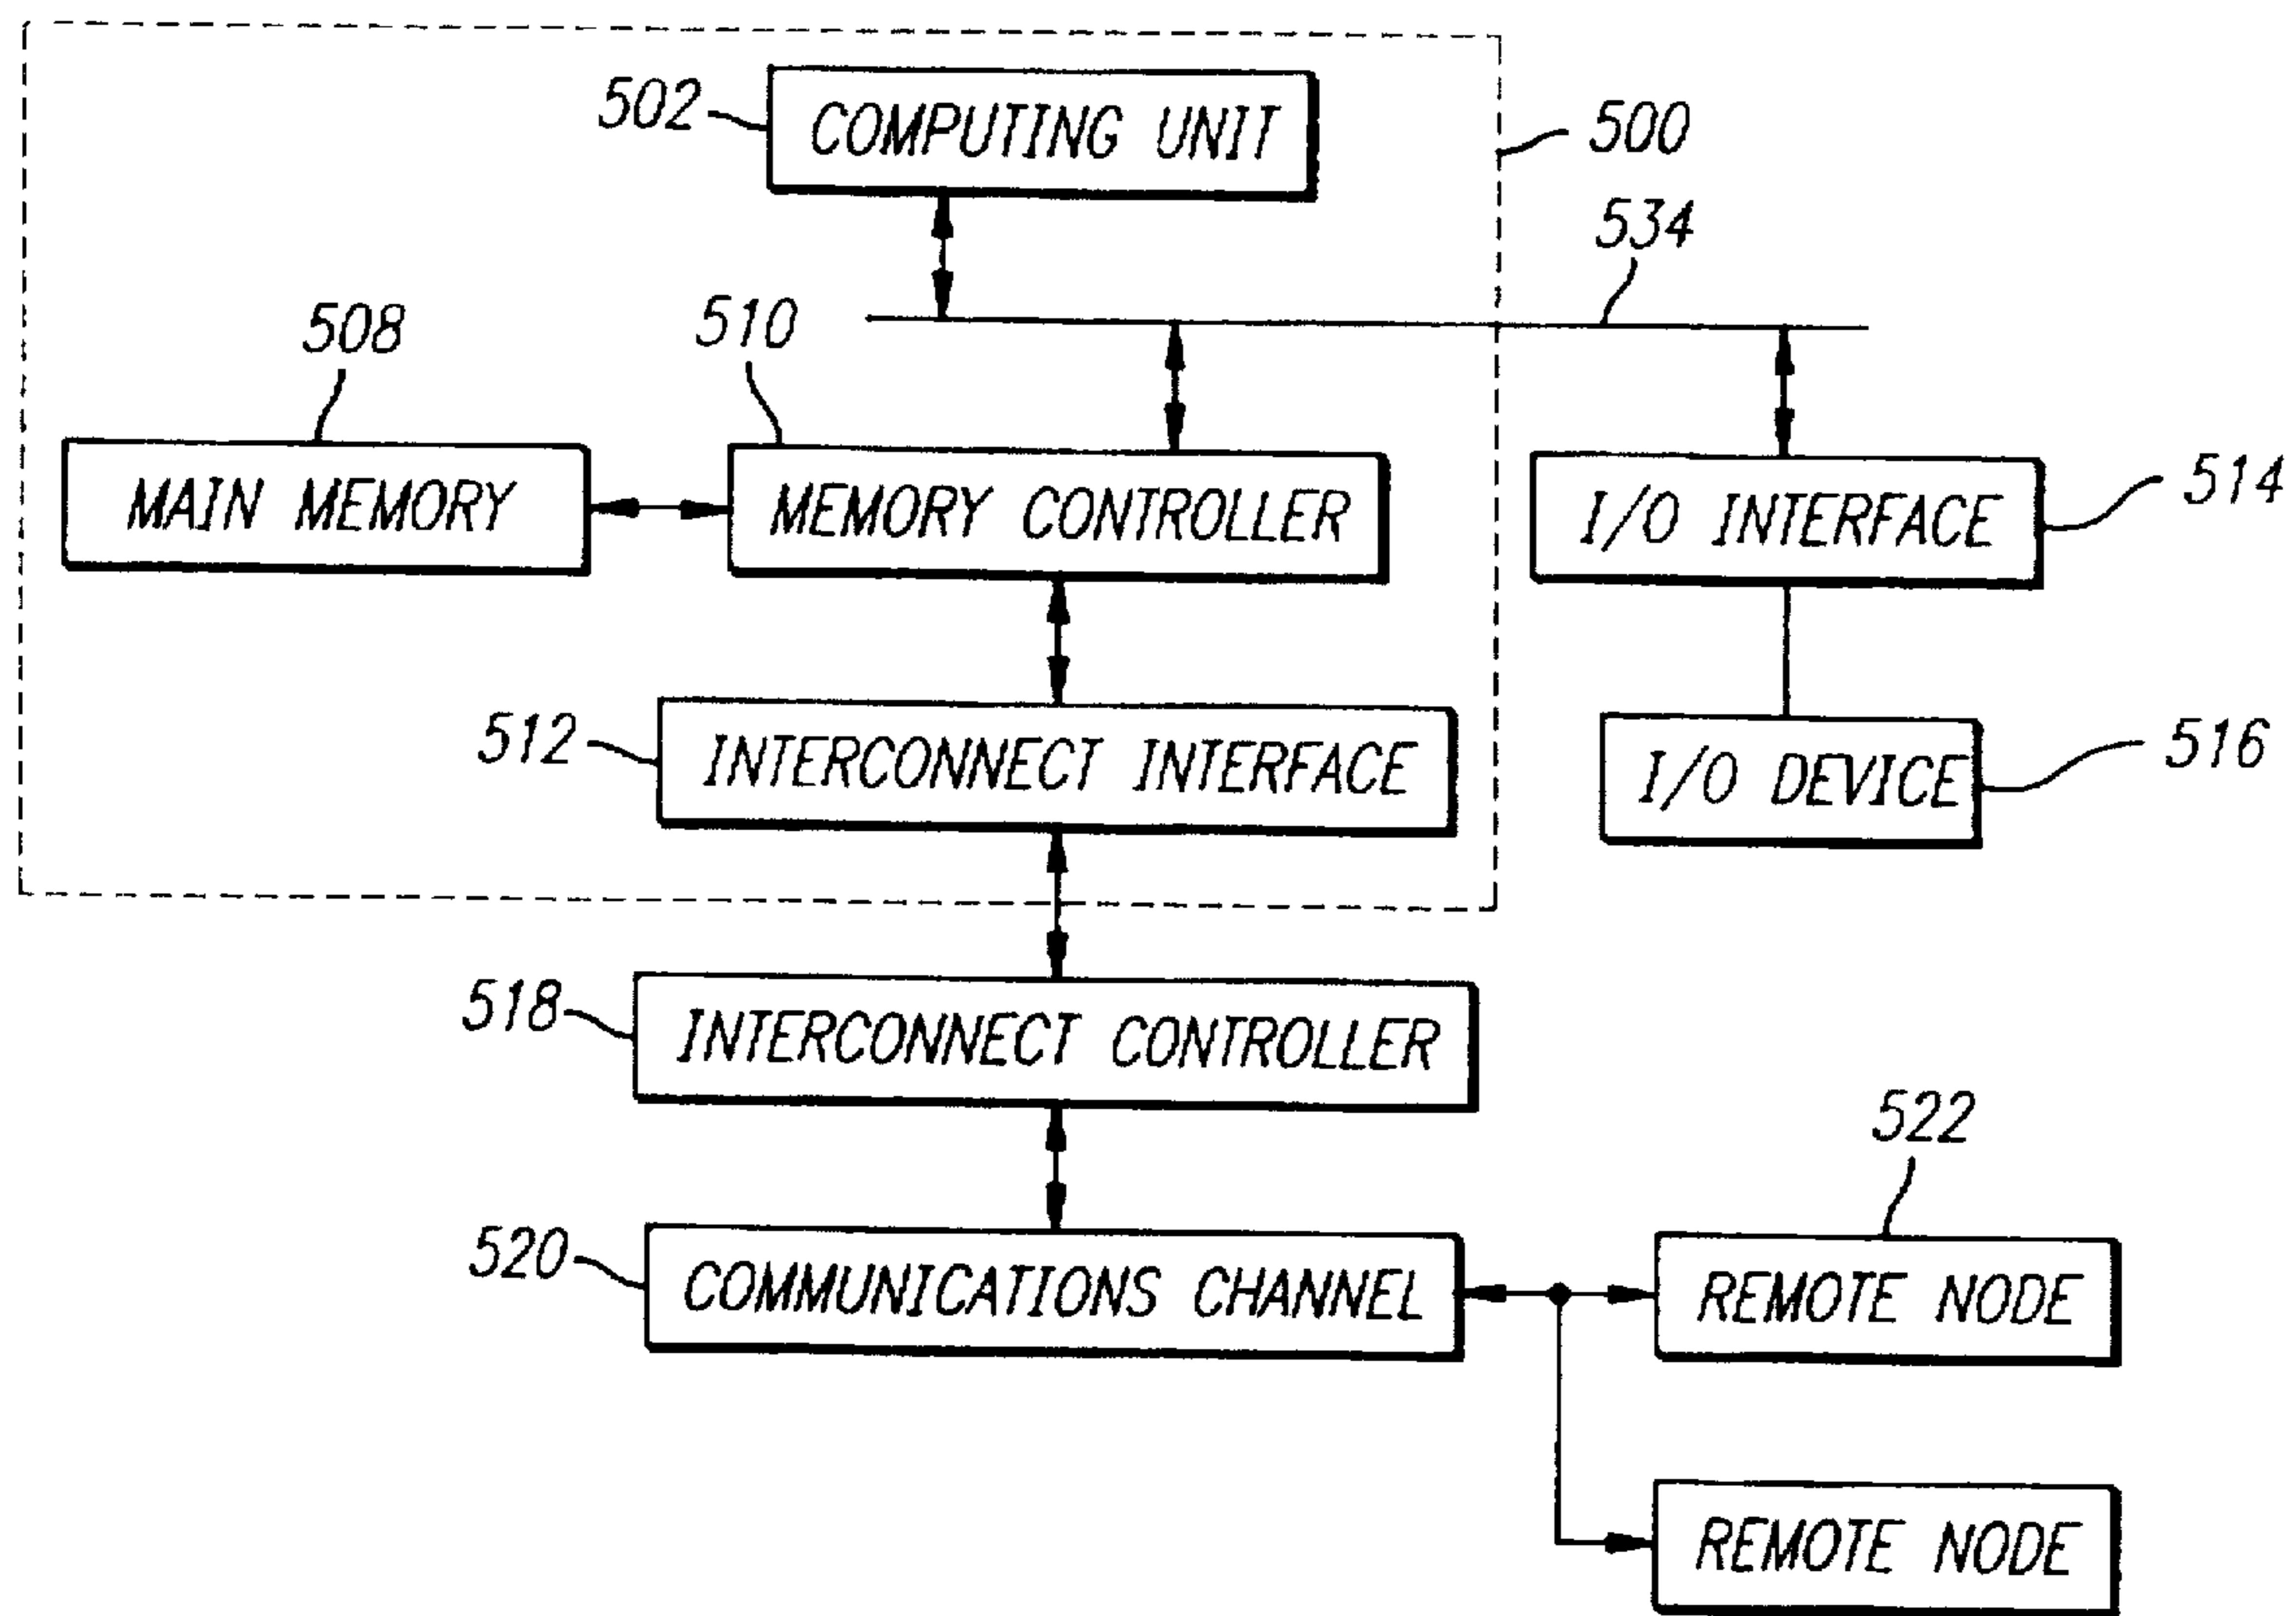 502
COMPUTING UNIT
500
534
508
510
MAIN MEMORY
MEMORY CONTROLLER
I/O INTERFACE
514
512
INTERCONNECT INTERFACE
I/O DEVICE
516
518
INTERCONNECT CONTROLLER
522
520
COMMUNICATIONS CHANNEL
REMOTE NODE
REMOTE NODE